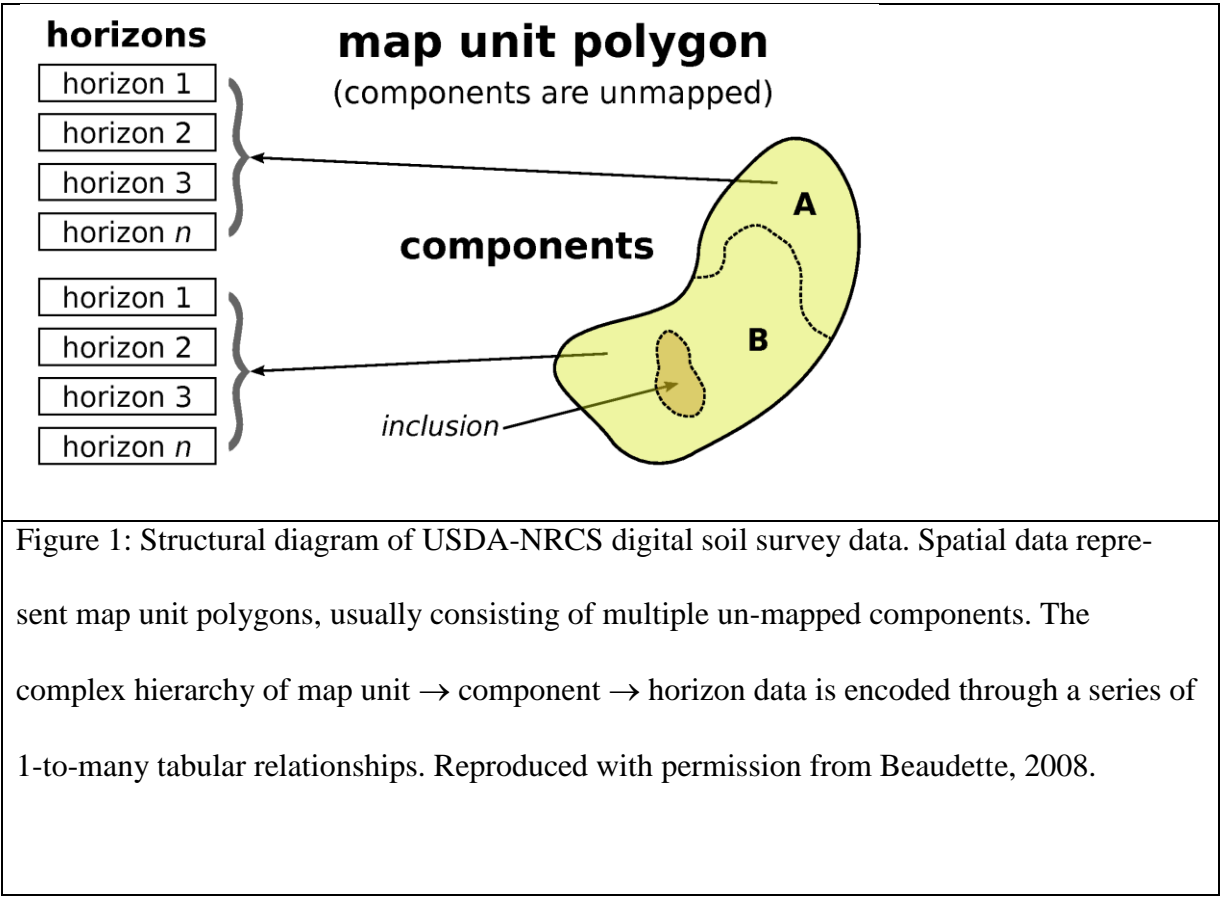 horizons
horizon 1
horizon 2
horizon 3
horizon n
horizon 1
horizon 2
horizon 3
horizon n
map unit polygon
(components are unmapped)
components
A
B
inclusion
Figure 1: Structural diagram of USDA-NRCS digital soil survey data. Spatial data repre-
sent map unit polygons, usually consisting of multiple un-mapped components. The
complex hierarchy of map unit → component → horizon data is encoded through a series of
1-to-many tabular relationships. Reproduced with permission from Beaudette, 2008.